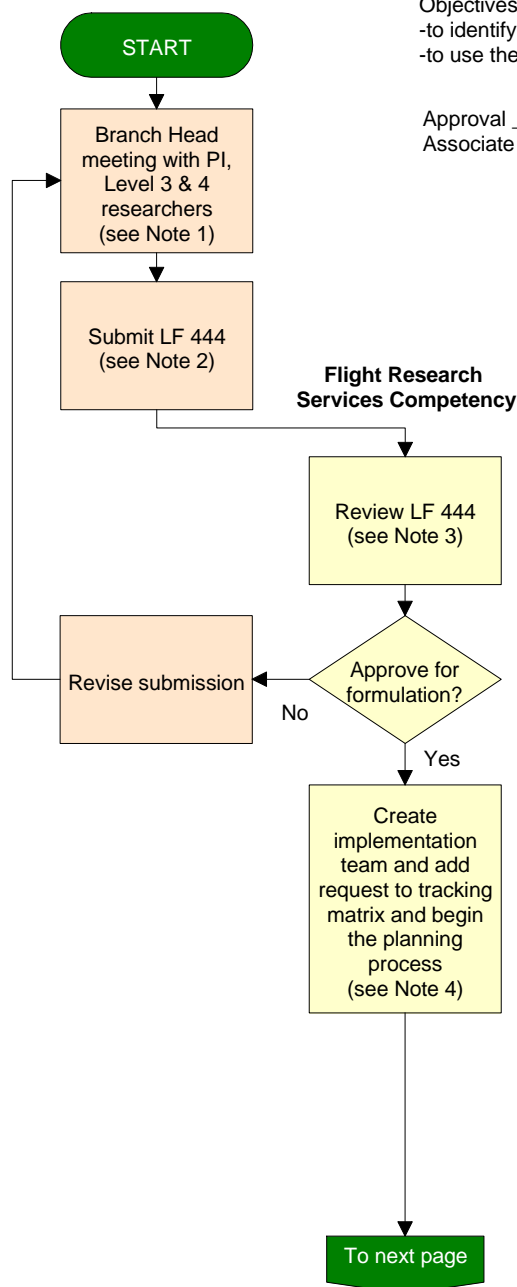 Objectives
-to identify
-to use the
Approval _
Associate
START
Branch Head
meeting with PI,
Level 3 & 4
researchers
(see Note 1)
Submit LF 444
(see Note 2)
Flight Research
Services Competency
Review LF 444
(see Note 3)
Approve for
formulation?
No
Revise submission
Yes
Create
implementation
team and add
request to tracking
matrix and begin
the planning
process
(see Note 4)
To next page